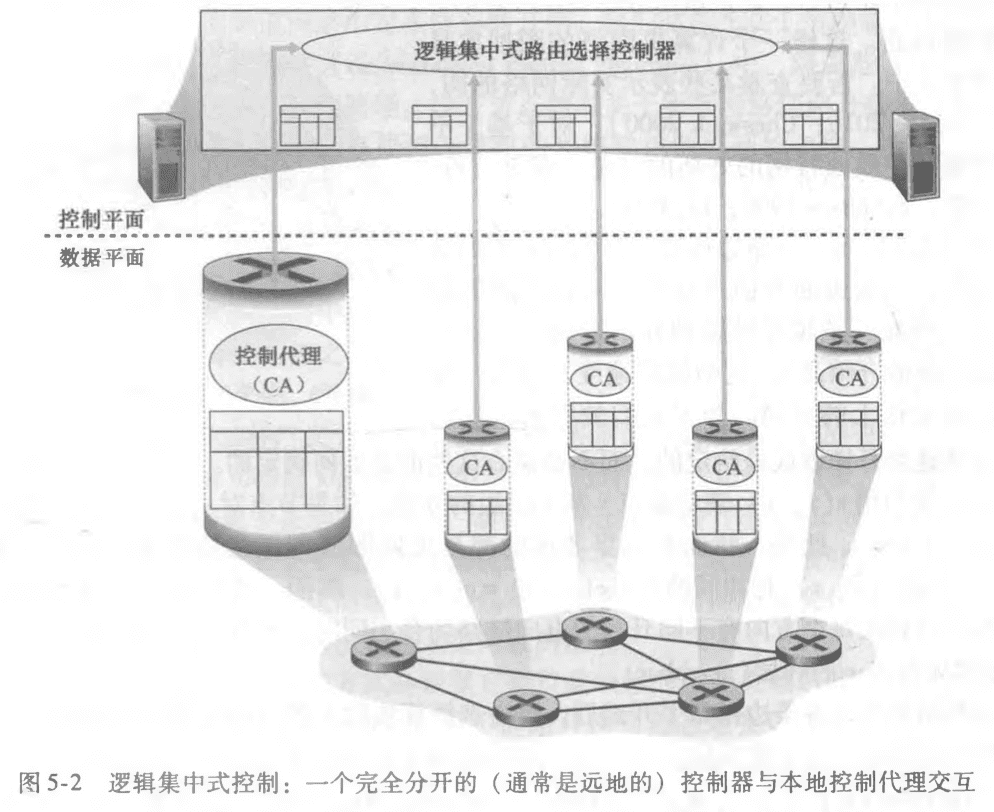 逻辑集中式路由选择控制器
控制平面
数据平面
控制代理
（CA）
CA
CA
CA
CA
图 5-2 逻辑集中式控制：一个完全分开的（通常是远地的）控制器与本地控制代理交互